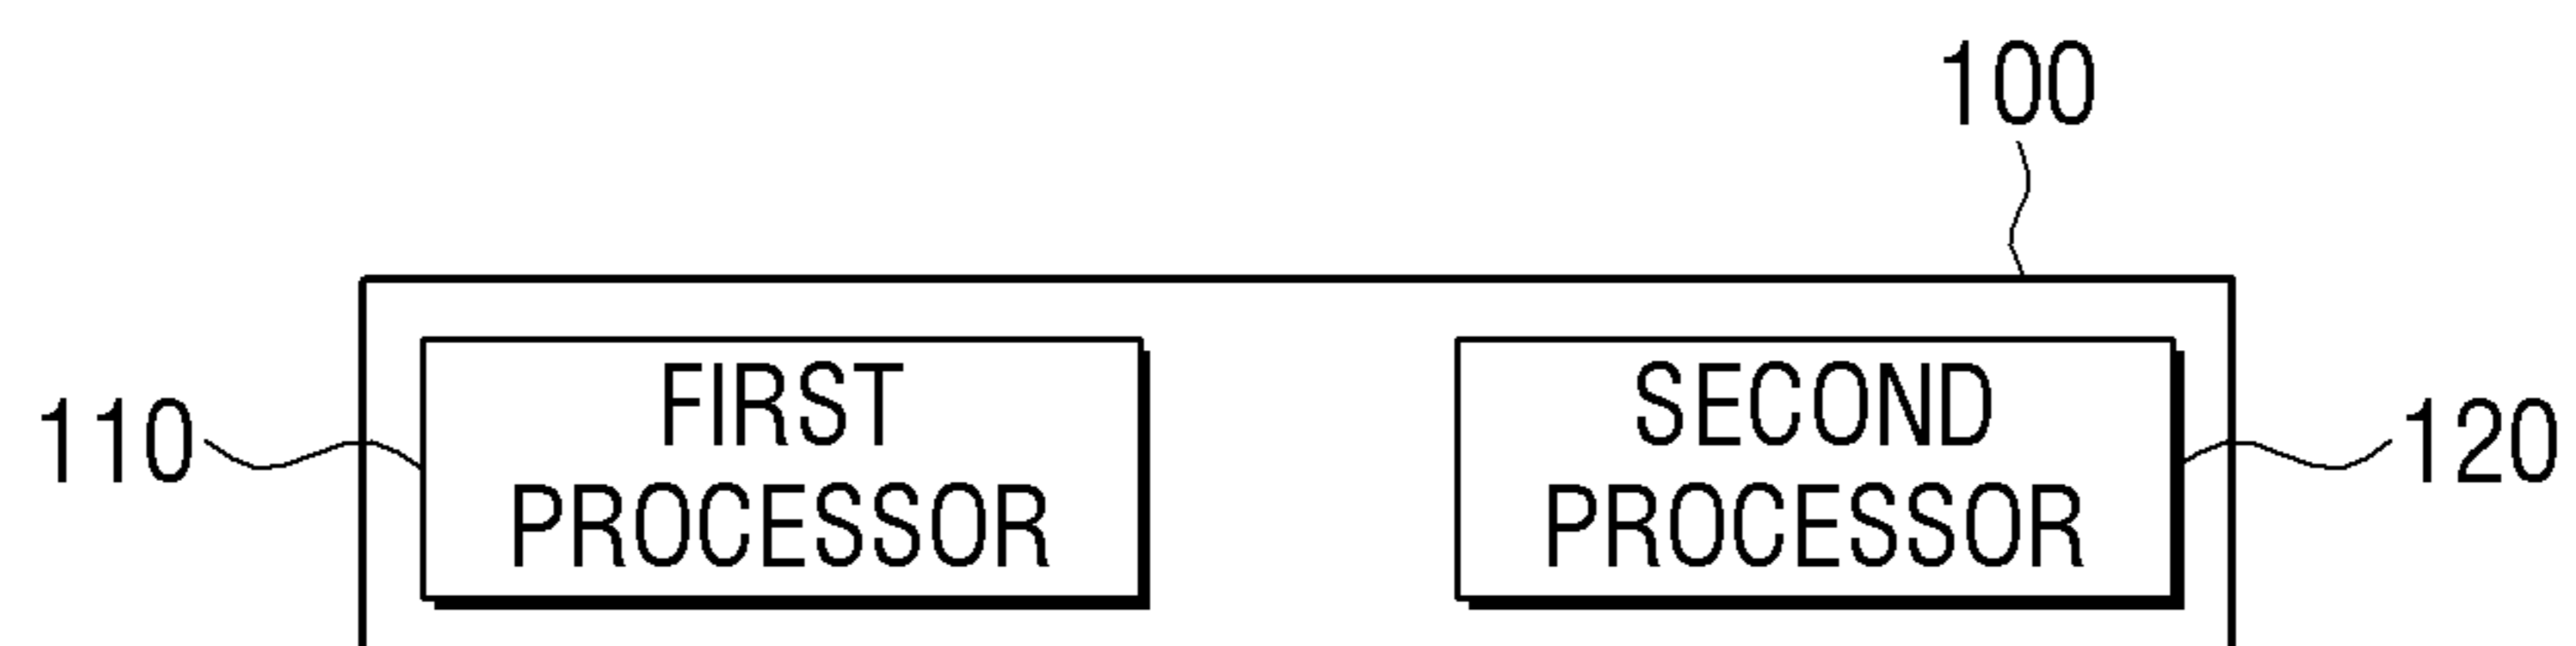 100
110
FIRST
PROCESSOR
SECOND
PROCESSOR
120